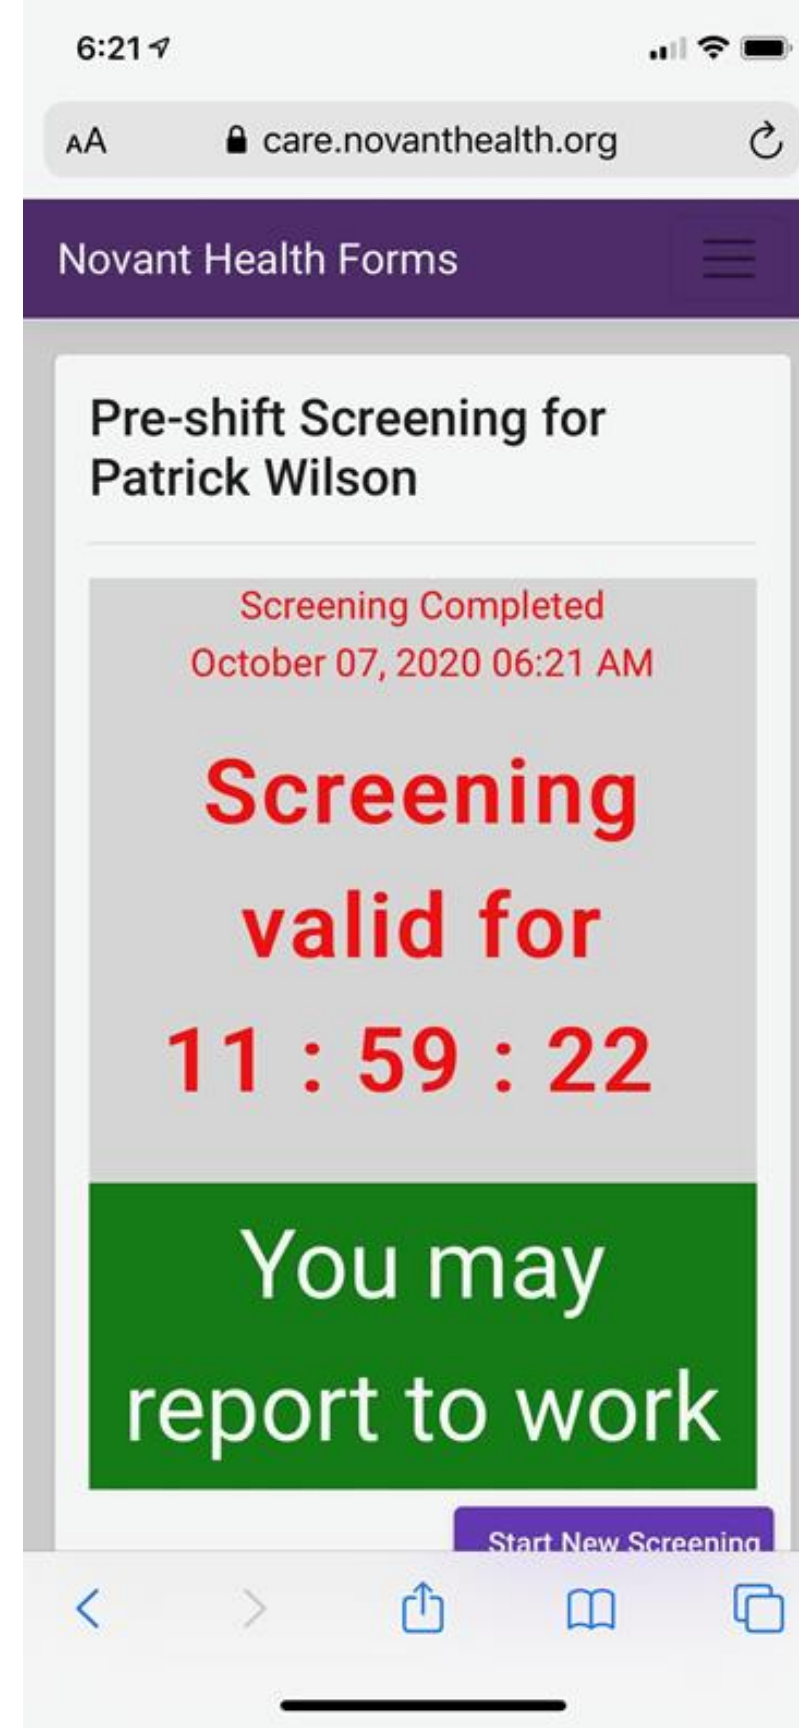 6:21
AA care.novanthealth.org
Novant Health Forms
Pre-shift Screening for
Patrick Wilson
Screening Completed
October 07, 2020 06:21 AM
Screening
valid for
11 : 59 : 22
You may
report to work
Start New Screening